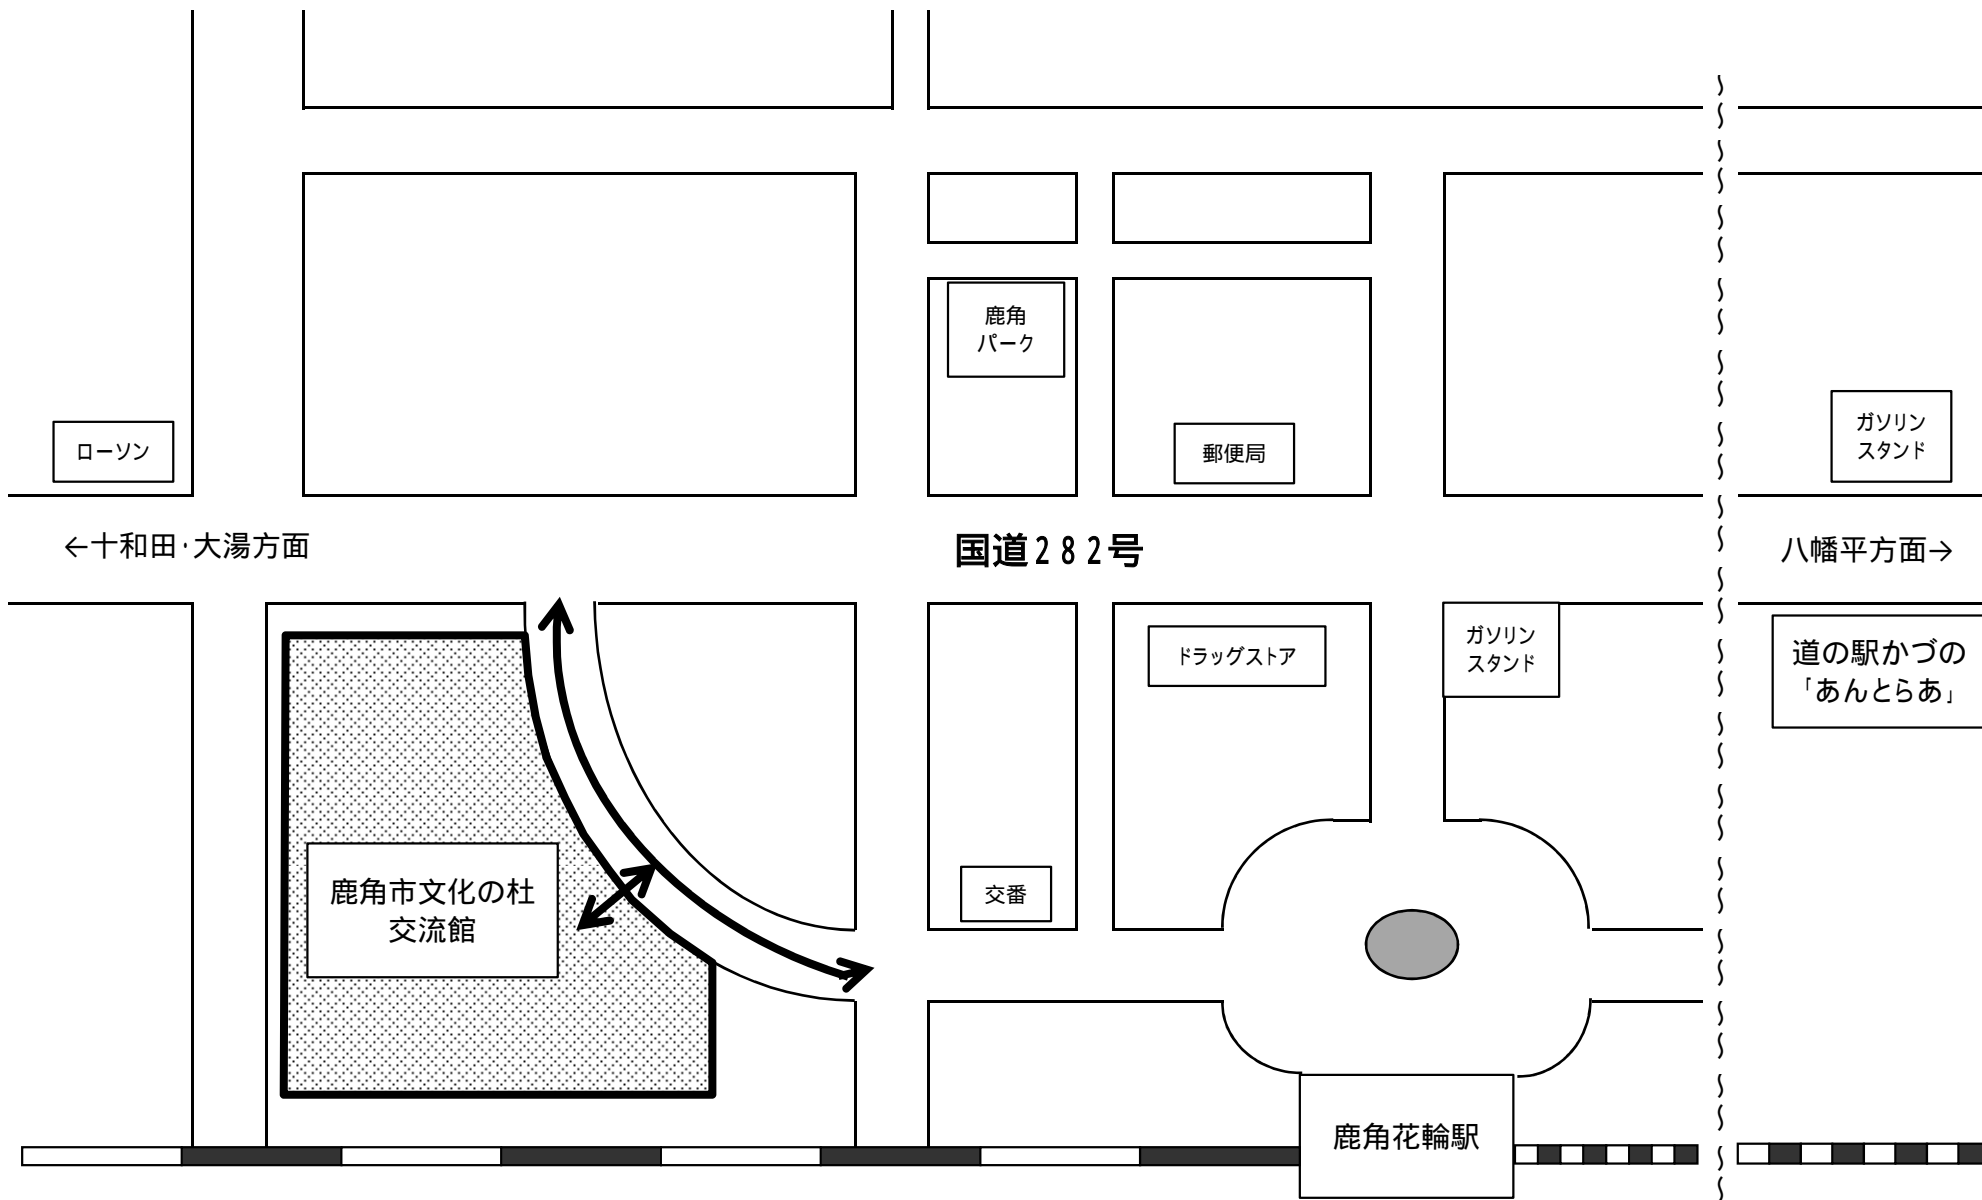 鹿角
パーク
ローソン
郵便局
ガソリン
スタンド
←十和田・大湯方面
国道２８２号
八幡平方面→
ドラッグストア
ガソリン
スタンド
道の駅かづの
「あんとらあ」
鹿角市文化の杜
交流館
交番
鹿角花輪駅